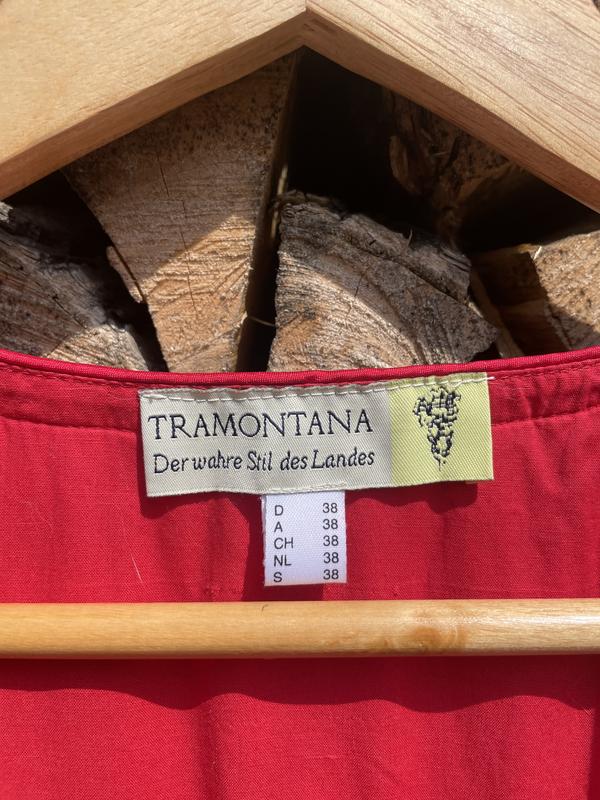 TRAMONTANA
Der wahre Stil des Landes
D 38
A 38
CH 38
NL 38
S 38